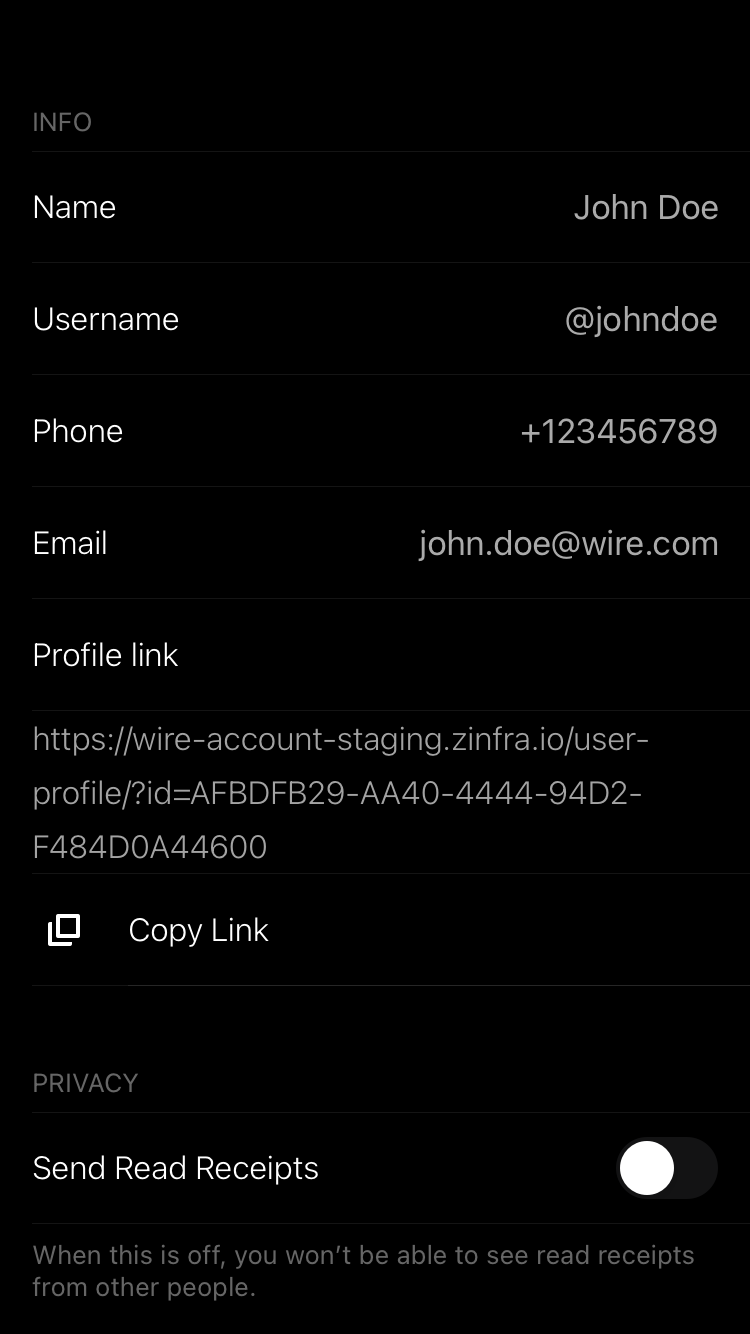 INFO
Name John Doe
Username @johndoe
Phone +123456789
Email john.doe@wire.com
Profile link
https://wire-account-staging.zinfra.io/user-
profile/?id=AFBDFB29-AA40-4444-94D2-
F484D0A44600
Copy Link
PRIVACY
Send Read Receipts
When this is off, you won’t be able to see read receipts
from other people.